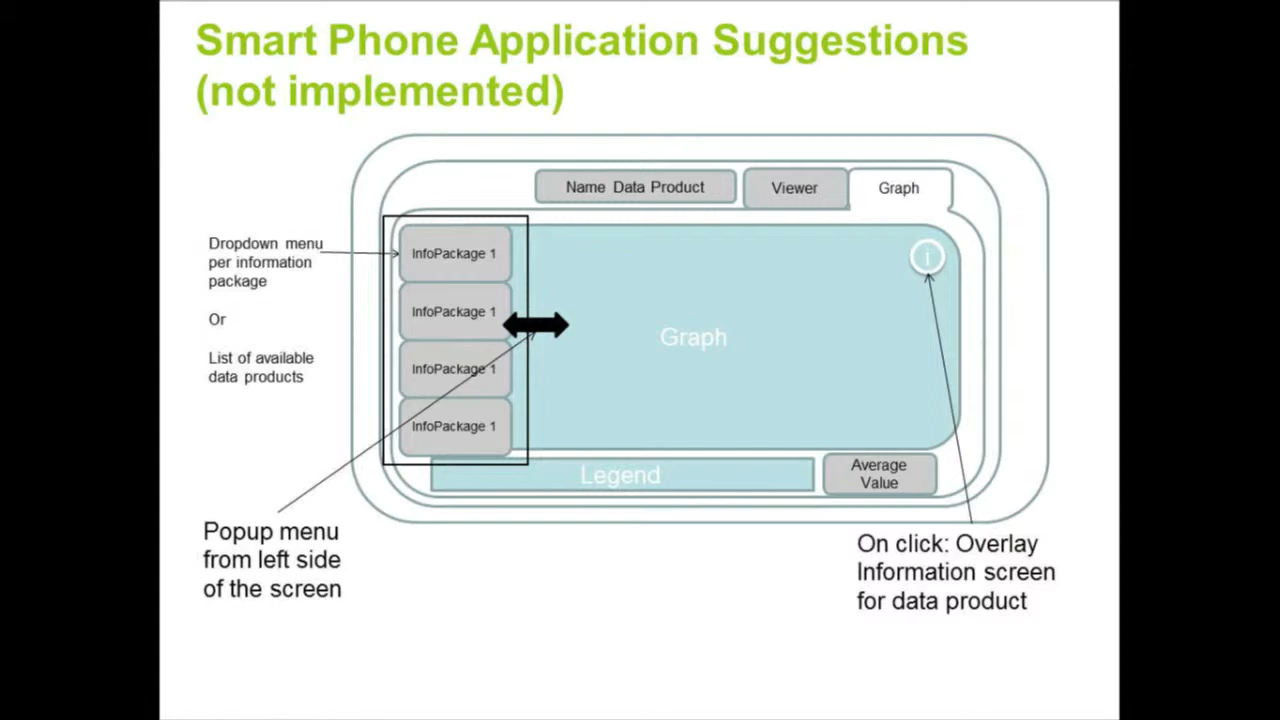 Smart Phone Application Suggestions
(not implemented)
Name Data Product
Viewer
Graph
Dropdown menu
per information
package
Or
List of available
data products
InfoPackage 1
InfoPackage 1
InfoPackage 1
InfoPackage 1
i
Graph
Legend
Average
Value
Popup menu
from left side
of the screen
On click: Overlay
Information screen
for data product